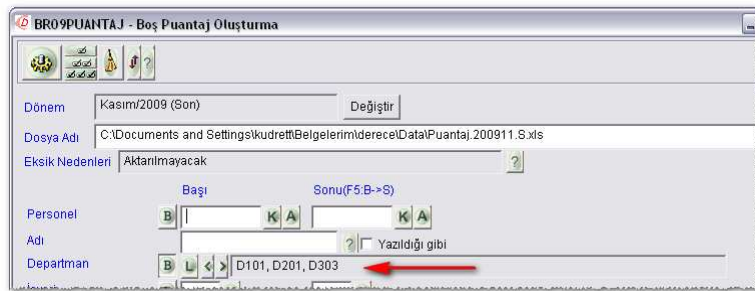 BR09PUANTAJ - Boş Puantaj Oluşturma
Dönem Kasım/2009 (Son) Değiştir
Dosya Adı C:\Documents and Settings\kudrett\Belgelerim\derece\Data\Puantaj.200911.S.xls
Eksik Nedenleri Aktarılmayacak ?
Başı Sonu(F5:B->S)
Personel B K A K A
Adı ? Yazıldığı gibi
Departman B L < > D101, D201, D303